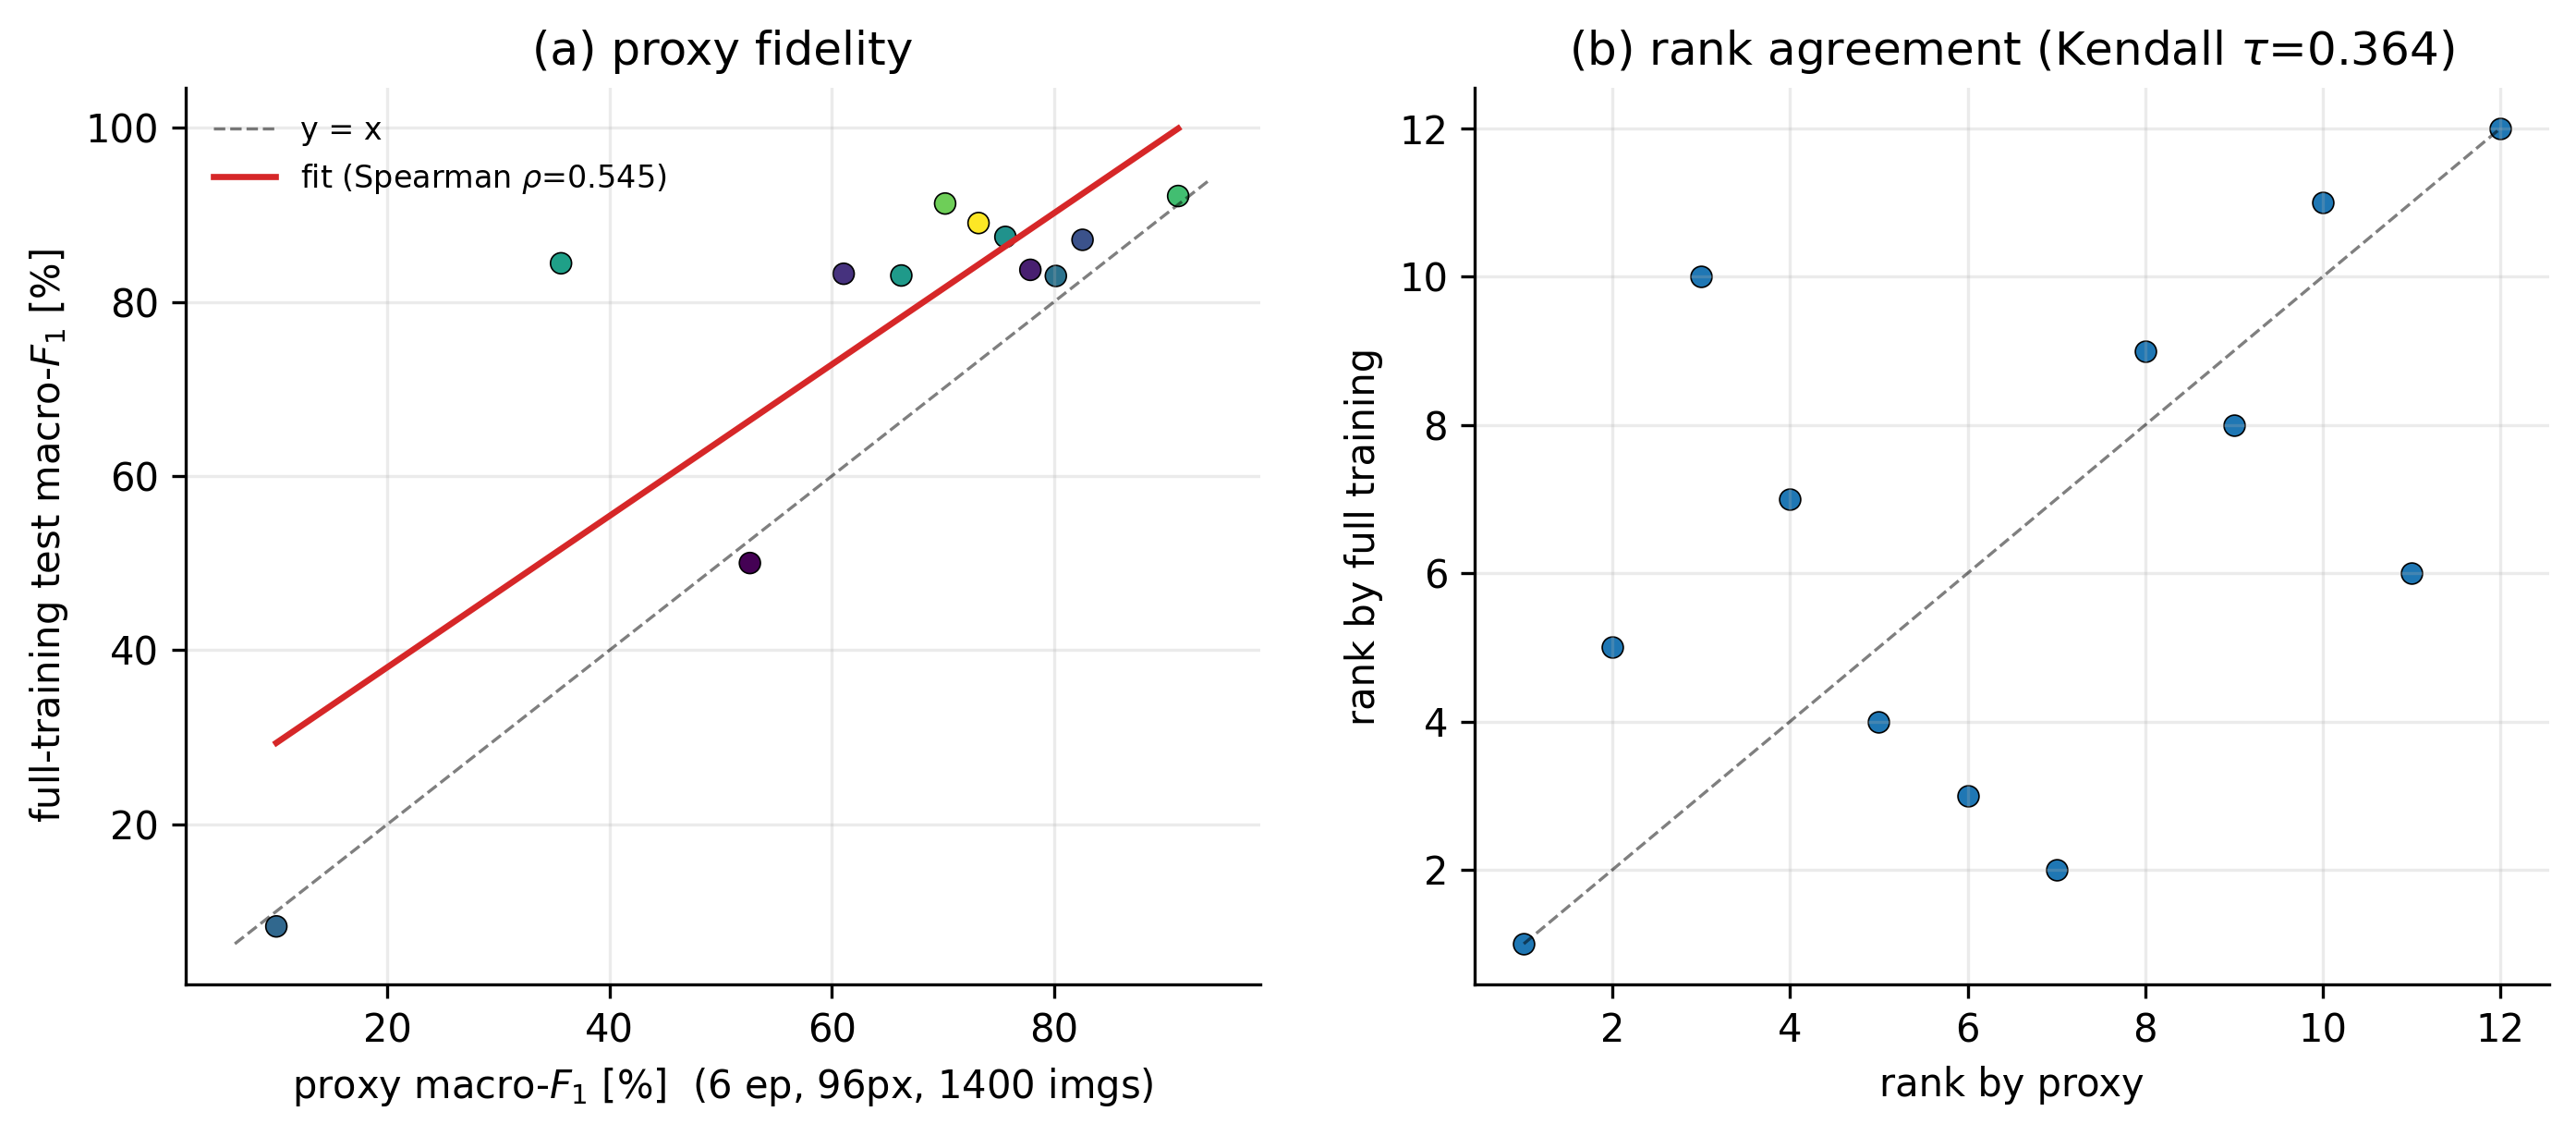 (a) proxy fidelity
y = x
fit (Spearman ρ=0.545)
100
80
60
40
20
full-training test macro-F₁ [%]
20 40 60 80
proxy macro-F₁ [%]  (6 ep, 96px, 1400 imgs)
(b) rank agreement (Kendall τ=0.364)
12
10
8
6
4
2
rank by full training
2 4 6 8 10 12
rank by proxy